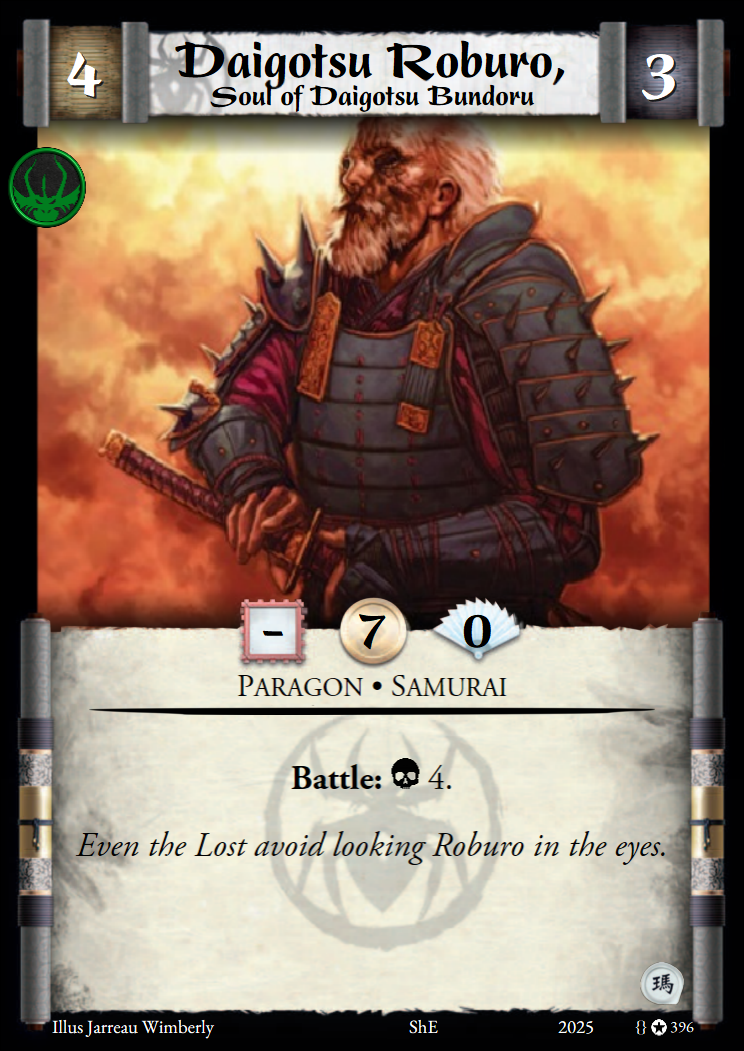 4
Daigotsu Roburo,
3
Soul of Daigotsu Bundoru
- 7 0
PARAGON • SAMURAI
Battle: 4.
Even the Lost avoid looking Roburo in the eyes.
瑪
Illus Jarreau Wimberly ShE 2025 {} 396